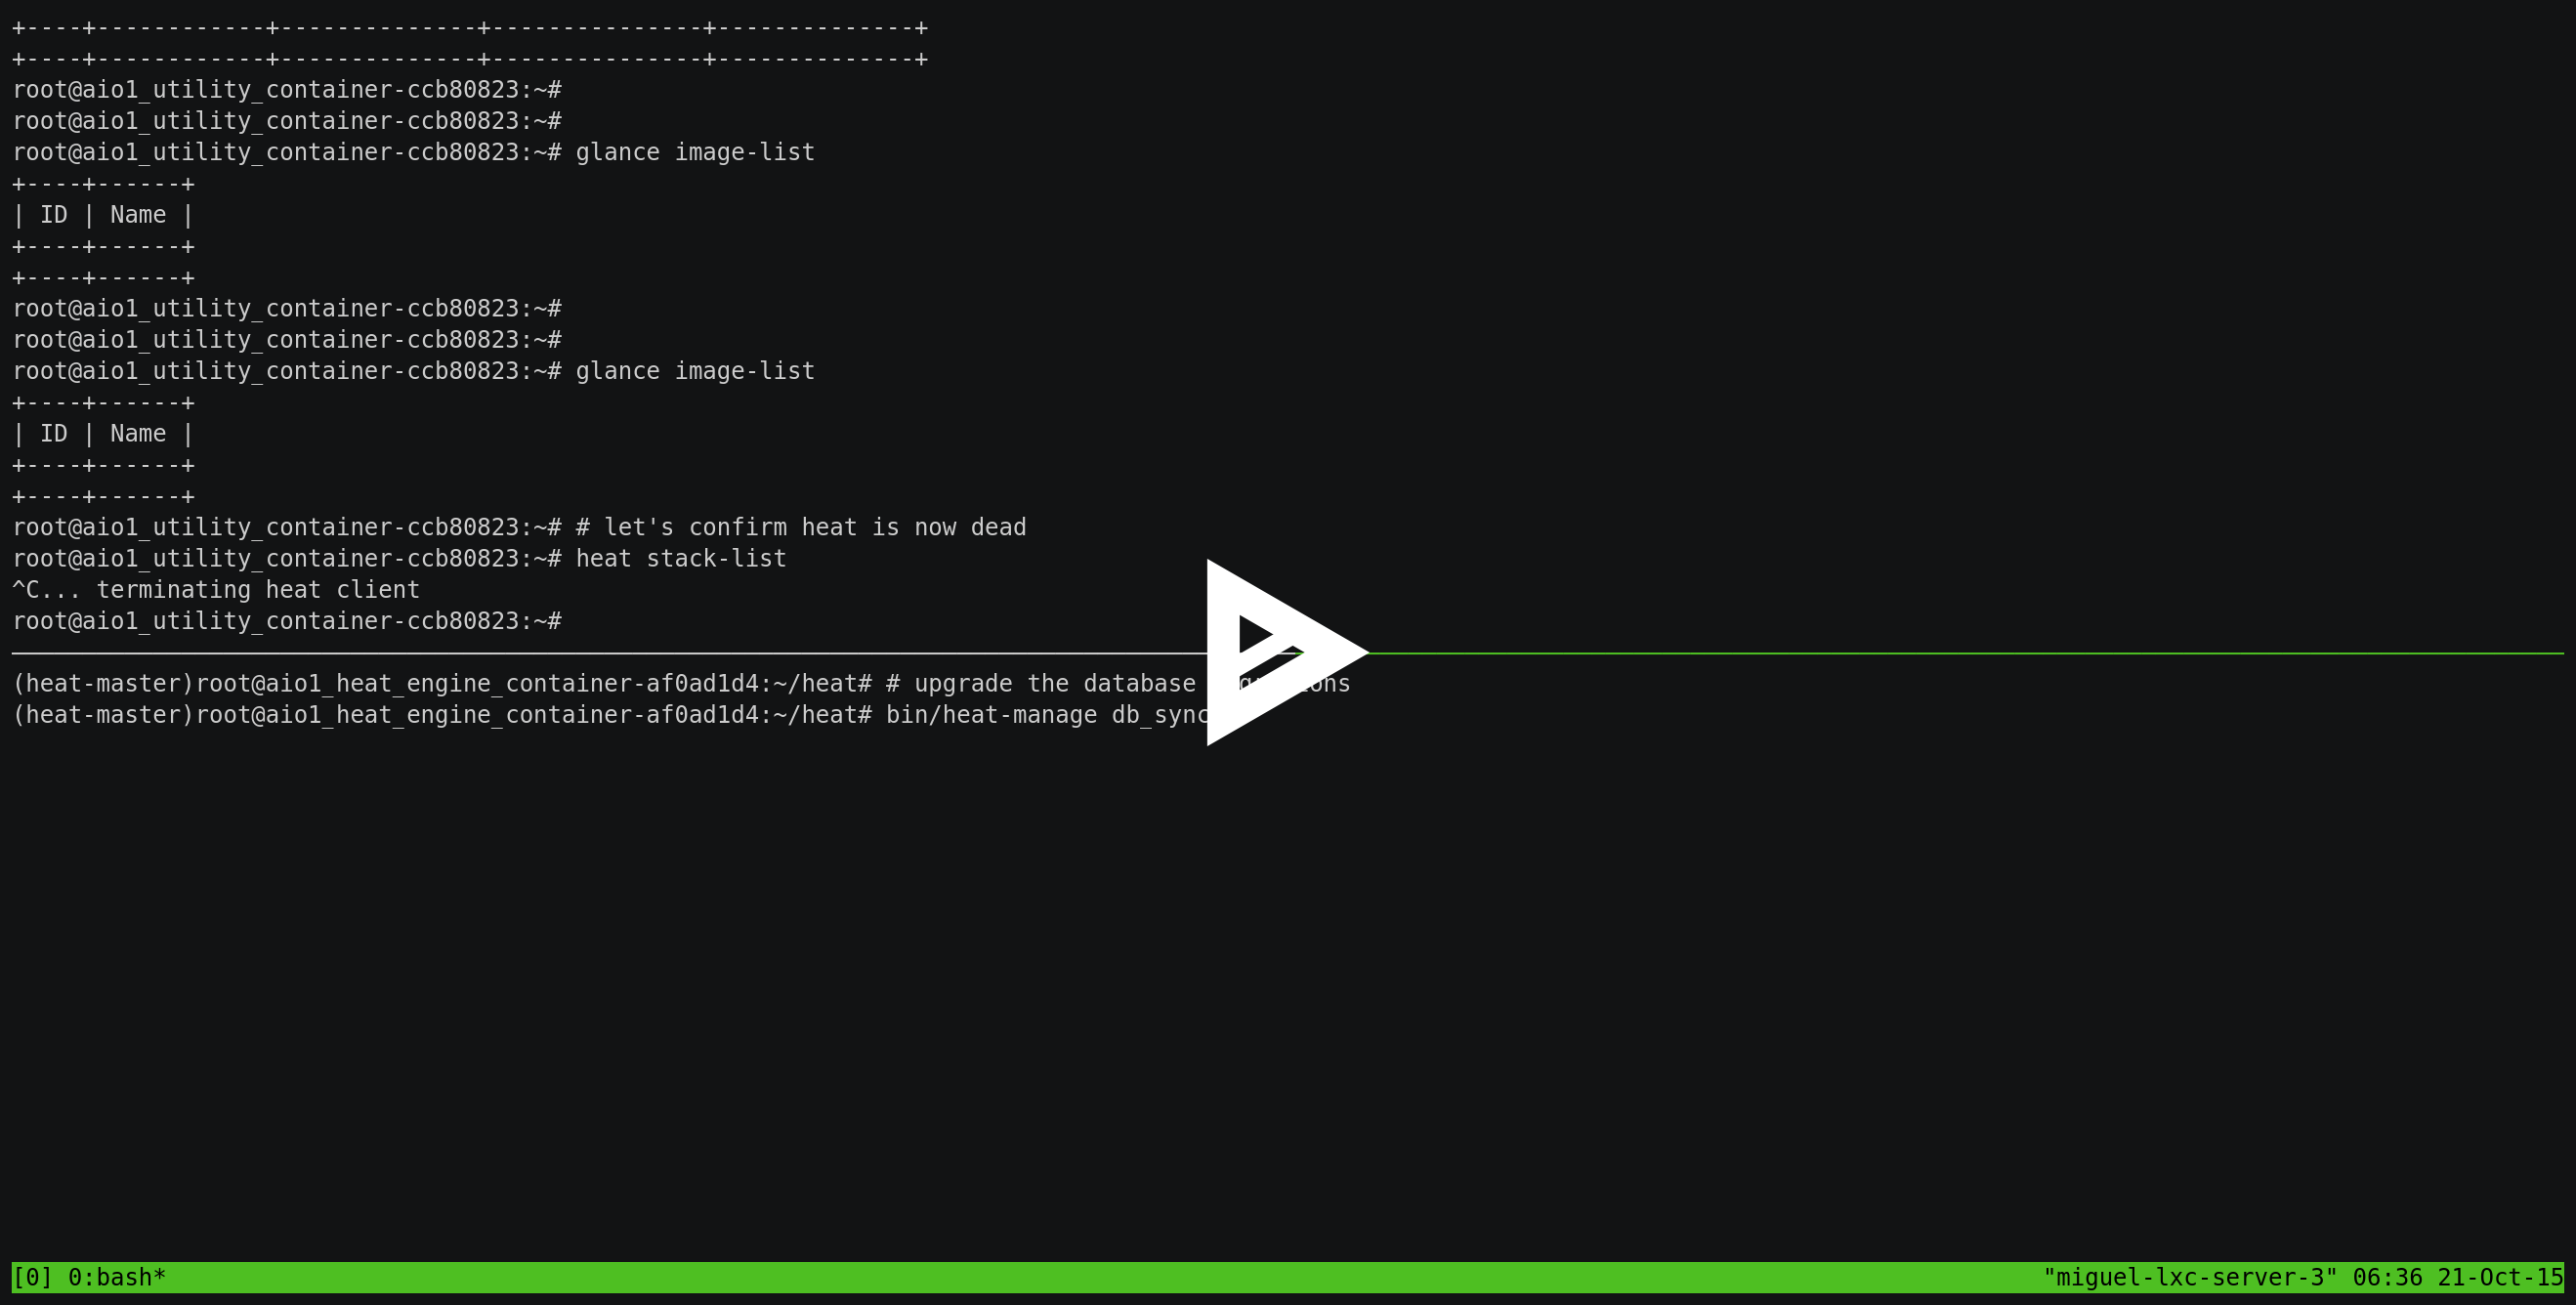 +----+------------+--------------+---------------+--------------+
+----+------------+--------------+---------------+--------------+
root@aio1_utility_container-ccb80823:~#
root@aio1_utility_container-ccb80823:~#
root@aio1_utility_container-ccb80823:~# glance image-list
+----+------+
| ID | Name |
+----+------+
+----+------+
root@aio1_utility_container-ccb80823:~#
root@aio1_utility_container-ccb80823:~#
root@aio1_utility_container-ccb80823:~# glance image-list
+----+------+
| ID | Name |
+----+------+
+----+------+
root@aio1_utility_container-ccb80823:~# # let's confirm heat is now dead
root@aio1_utility_container-ccb80823:~# heat stack-list
^C... terminating heat client
root@aio1_utility_container-ccb80823:~#
(heat-master)root@aio1_heat_engine_container-af0ad1d4:~/heat# # upgrade the database
(heat-master)root@aio1_heat_engine_container-af0ad1d4:~/heat# bin/heat-manage db_sync
[0] 0:bash* "miguel-lxc-server-3" 06:36 21-Oct-15